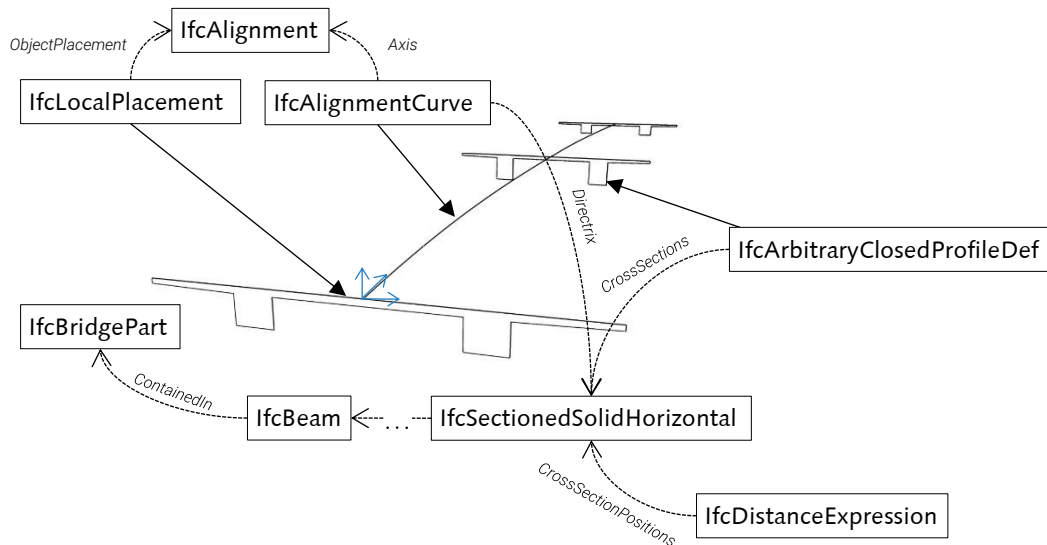 IfcAlignment
ObjectPlacement
Axis
IfcLocalPlacement
IfcAlignmentCurve
Directrix
IfcArbitraryClosedProfileDef
CrossSections
IfcBridgePart
ContainedIn
IfcBeam
...
IfcSectionedSolidHorizontal
CrossSectionPositions
IfcDistanceExpression